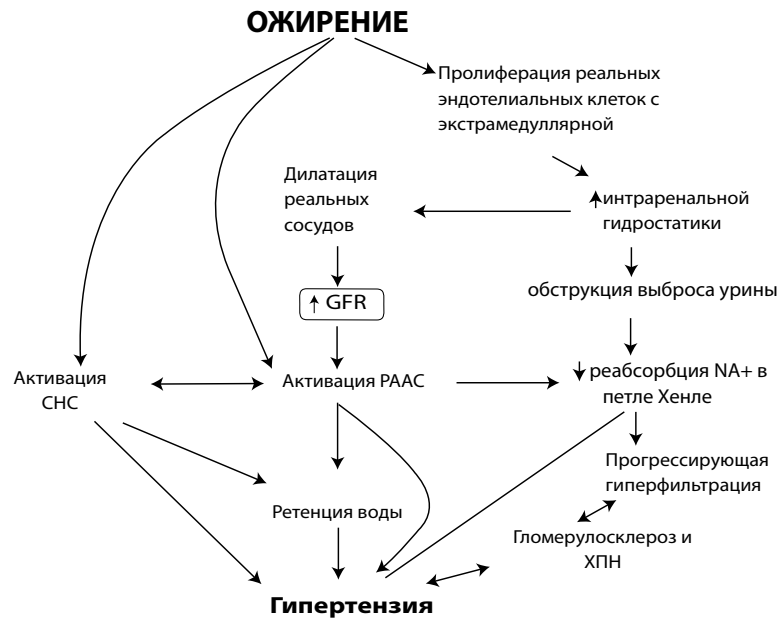 ОЖИРЕНИЕ
Пролиферация реальных
эндотелиальных клеток с
экстрамедуллярной
Дилатация
реальных
сосудов
интраренальной
гидростатики
обструкция выброса урины
↑ GFR
Активация
СНС
Активация РААС
реабсорбция NA+ в
петле Хенле
Прогрессирующая
гиперфильтрация
Ретенция воды
Гломерулосклероз и
ХПН
Гипертензия